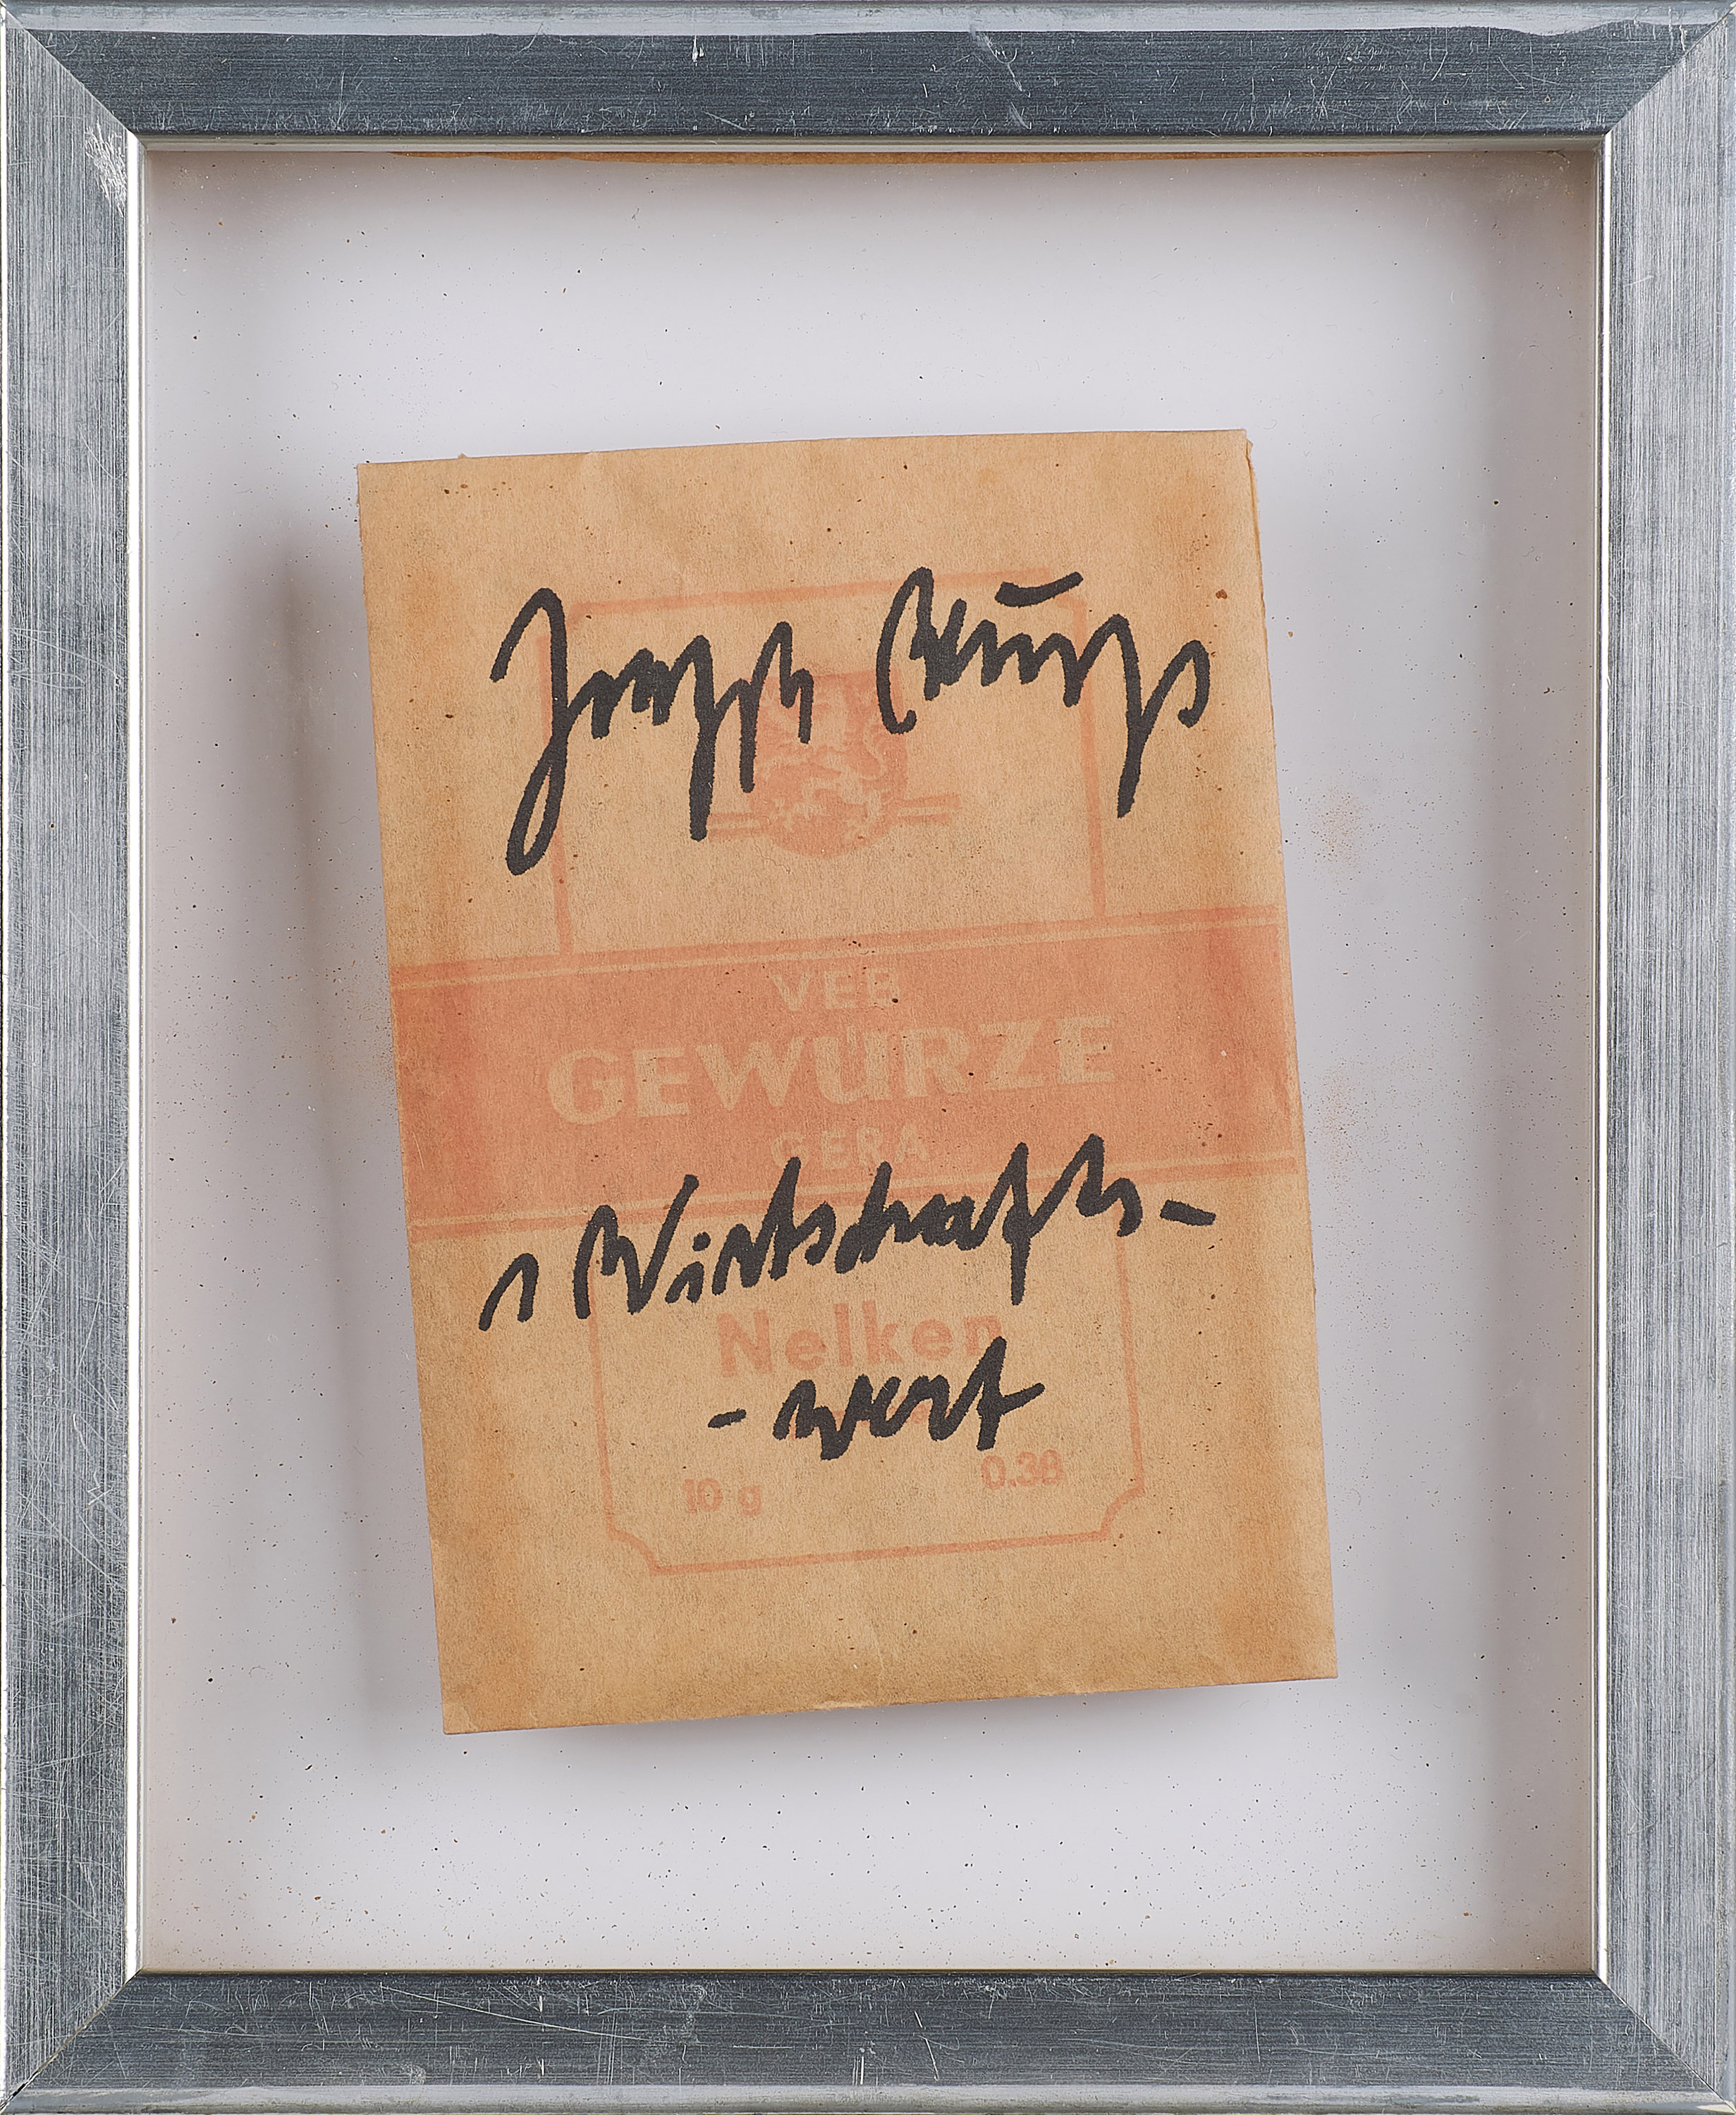 Joseph Beuys
VEB
GEWÜRZE
GERA
1 Wirtschafts-
Nelken
-wert
10 g 0.38